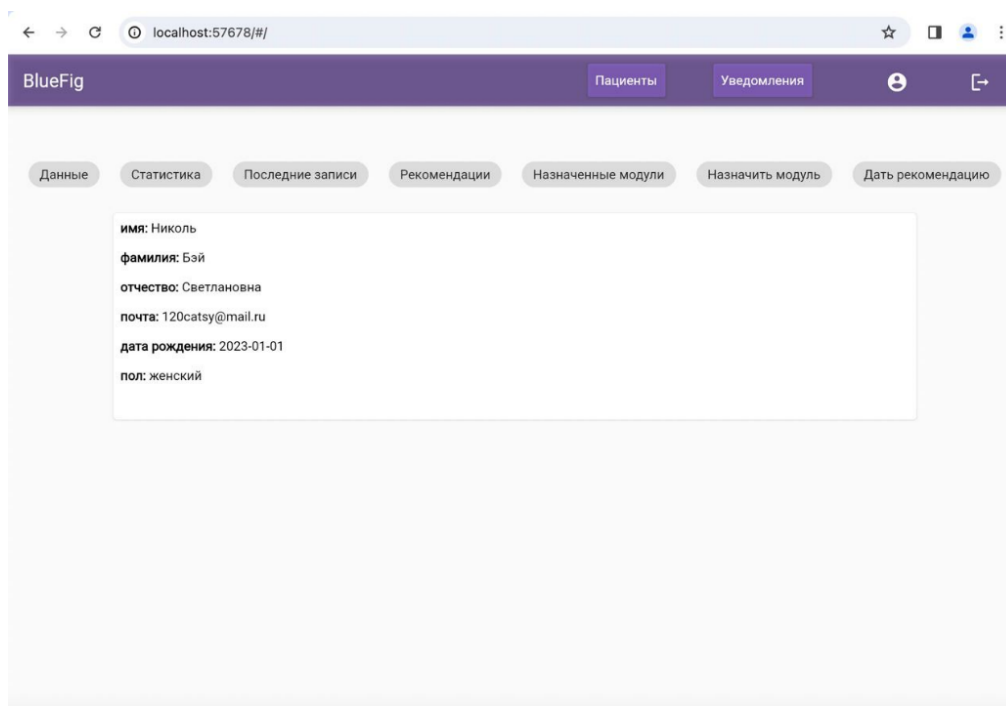 localhost:57678/#/
BlueFig Пациенты Уведомления
Данные Статистика Последние записи Рекомендации Назначенные модули Назначить модуль Дать рекомендацию
имя: Николь
фамилия: Бэй
отчество: Светлановна
почта: 120catsy@mail.ru
дата рождения: 2023-01-01
пол: женский